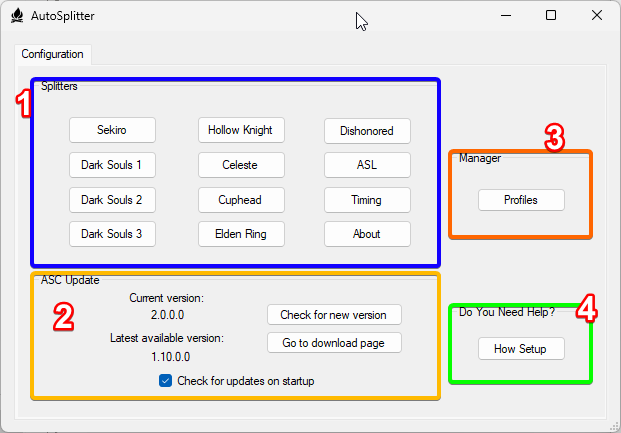 AutoSplitter
Configuration
1
Splitters
Sekiro Hollow Knight Dishonored
Dark Souls 1 Celeste ASL
Dark Souls 2 Cuphead Timing
Dark Souls 3 Elden Ring About
3
Manager
Profiles
2
ASC Update
Current version:
2.0.0.0
Check for new version
Latest available version:
1.10.0.0
Go to download page
Check for updates on startup
4
Do You Need Help?
How Setup